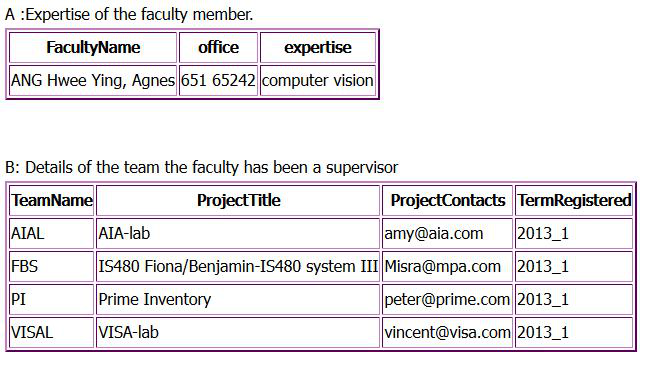 A :Expertise of the faculty member.
FacultyName office expertise
ANG Hwee Ying, Agnes 651 65242 computer vision
B: Details of the team the faculty has been a supervisor
TeamName ProjectTitle ProjectContacts TermRegistered
AIAL AIA-lab amy@aia.com 2013_1
FBS IS480 Fiona/Benjamin-IS480 system III Misra@mpa.com 2013_1
PI Prime Inventory peter@prime.com 2013_1
VISAL VISA-lab vincent@visa.com 2013_1